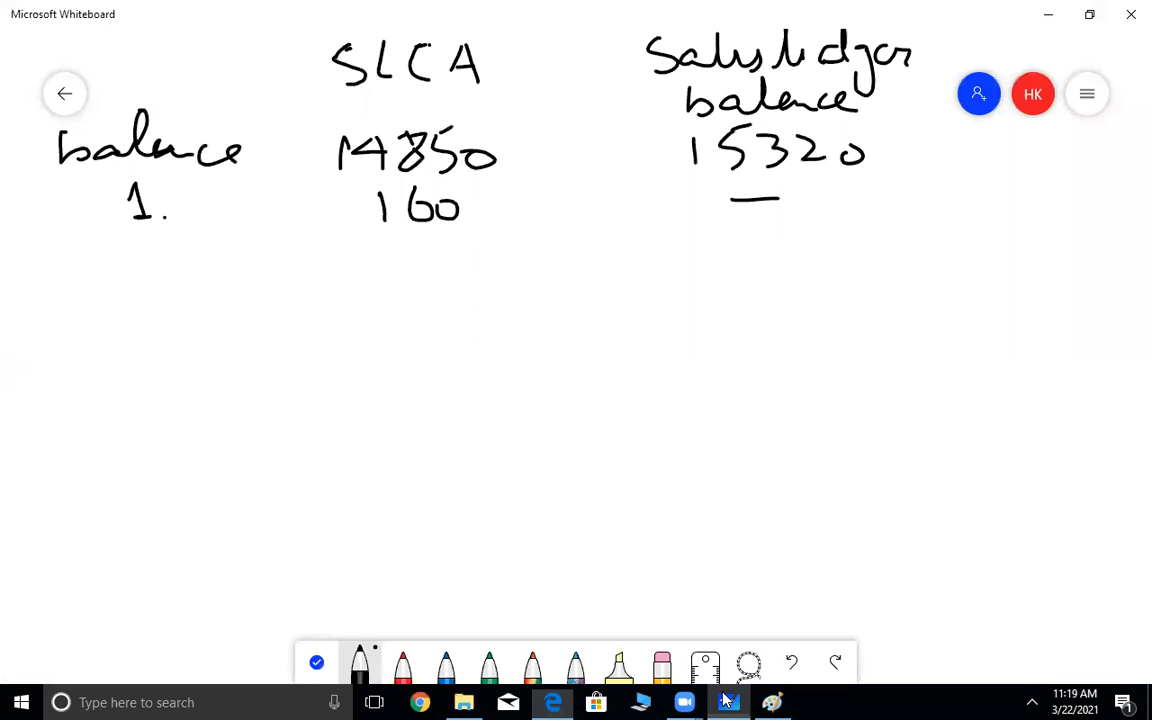 Microsoft Whiteboard
SLCA Sales ledger
balance
HK
balance 14850 15320
1. 160 —
Type here to search
11:19 AM
3/22/2021
1